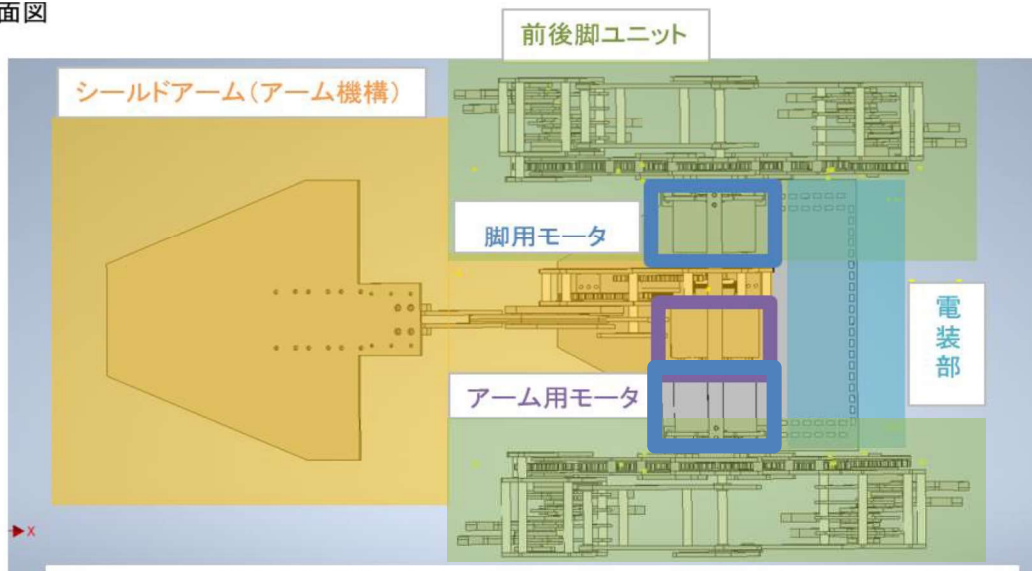 面図
前後脚ユニット
シールドアーム(アーム機構)
脚用モータ
電装部
アーム用モータ
X